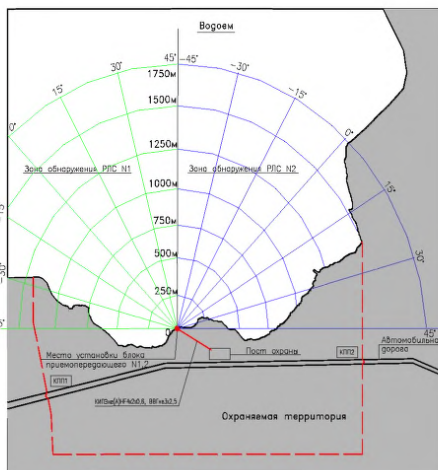 Водоем
45° -45°
1750м
30° -30°
1500м
15° -15°
1250м
0° 0°
Зона обнаружения РЛС N1
Зона обнаружения РЛС N2
1000м
15°
750м
500м
30°
-30°
250м
0
45°
Место установки блока
приемопередающего N1,2
Пост охраны
Автомобильная
дорога
КПП1
КПП2
Охраняемая территория